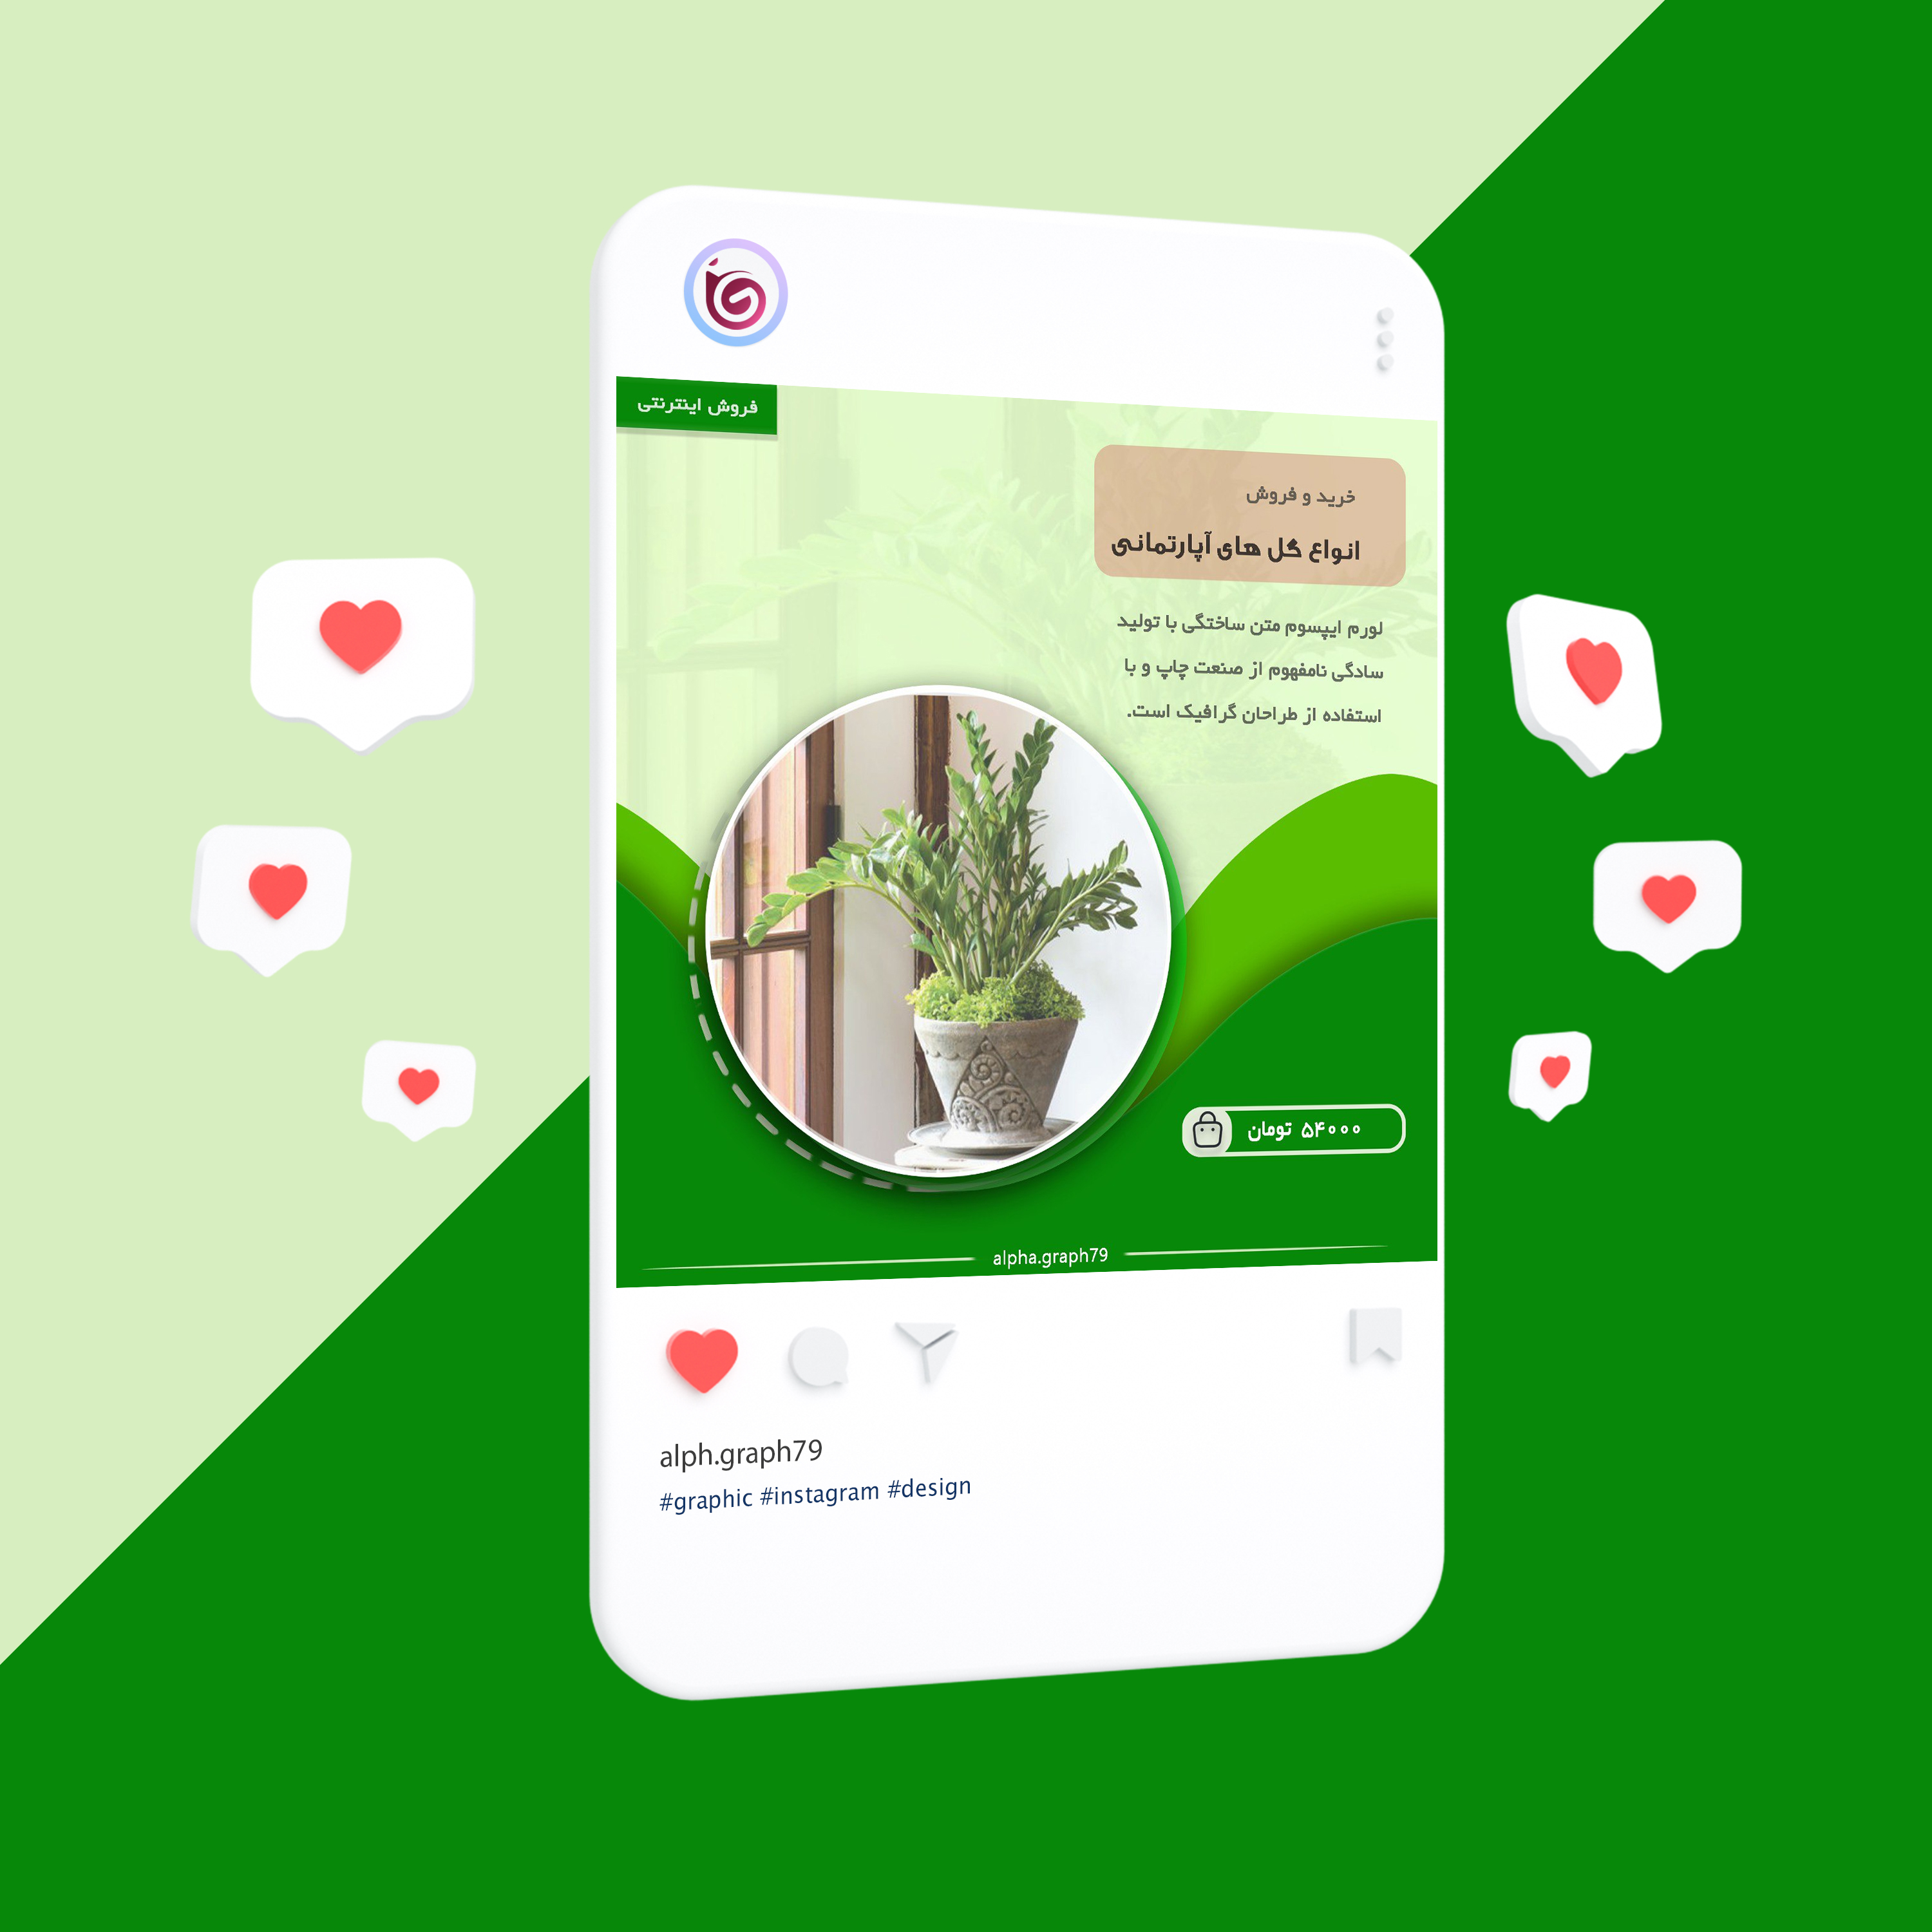 فروش اینترنتی
خرید و فروش
انواع گل های آپارتمانی
لورم ایپسوم متن ساختگی با تولید
سادگی نامفهوم از صنعت چاپ و با
استفاده از طراحان گرافیک است.
۵۴۰۰۰ تومان
alpha.graph79
alph.graph79
#graphic #instagram #design